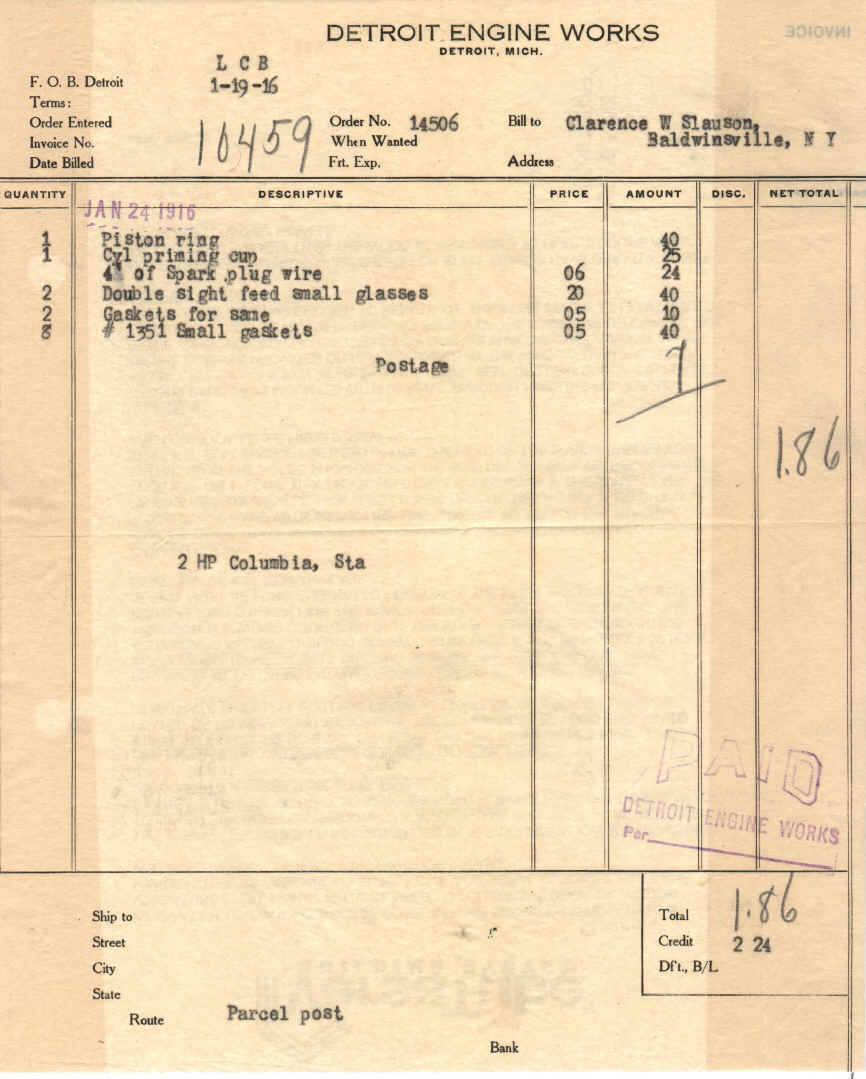 DETROIT ENGINE WORKS
DETROIT, MICH.
INVOICE
L C B
F. O. B. Detroit 1-19-16
Terms:
Order Entered
Invoice No. 10459
Date Billed
Order No. 14506
When Wanted
Frt. Exp.
Bill to Clarence W Slauson,
Baldwinsville, N Y
Address
QUANTITY DESCRIPTIVE PRICE AMOUNT DISC. NET TOTAL
JAN 24 1916
1 Piston ring 40
1 Cyl priming cup 25
4' of Spark plug wire 06 24
2 Double sight feed small glasses 20 40
2 Gaskets for same 05 10
8 # 1351 Small gaskets 05 40
Postage 7
1.86
2 HP Columbia, Sta
PAID
DETROIT ENGINE WORKS
Per
Ship to
Street
City
State
Route Parcel post
Bank
Total 1.86
Credit 2 24
Df't., B/L